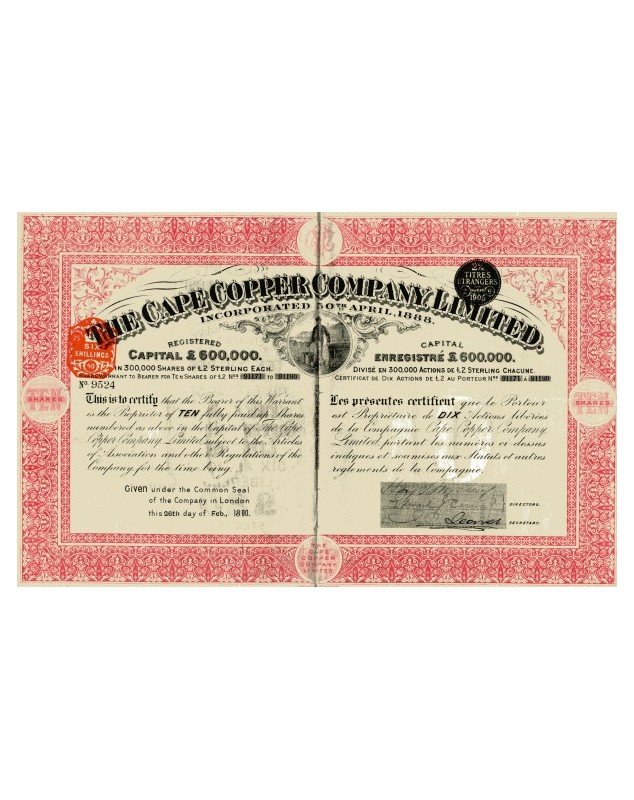 THE CAPE COPPER COMPANY, LIMITED.
INCORPORATED 30TH APRIL, 1888.
2%
TITRES
ETRANGERS
1905
SIX
SHILLINGS
REGISTERED
CAPITAL £600,000.
IN 300,000 SHARES OF £2 STERLING EACH.
SHARE WARRANT TO BEARER FOR TEN SHARES OF £2 Nos 91171 TO 91180
No 9524
This is to certify that the Bearer of this Warrant
is the Proprietor of TEN fully paid up Shares
numbered as above in the Capital of The Cape
Copper Company, Limited, subject to the Articles
of Association and other Regulations of the
Company for the time being.
Given under the Common Seal
of the Company in London
this 26th day of Feb., 1890.
CAPITAL
ENREGISTRÉ £600,000.
DIVISÉ EN 300,000 ACTIONS DE £2 STERLING CHACUNE.
CERTIFICAT DE DIX ACTIONS DE £2 AU PORTEUR Nos 91171 À 91180
Les présentes certifient que le Porteur
est Propriétaire de DIX Actions libérées
de la Compagnie Cape Copper Company
Limited portant les numéros ci dessus
indiqués et soumises aux Statuts et autres
règlements de la Compagnie.
DIRECTORS.
SECRETARY.
TEN
SHARES
TEN
SHARES
THE
CAPE
COPPER
COMPANY
LIMITED